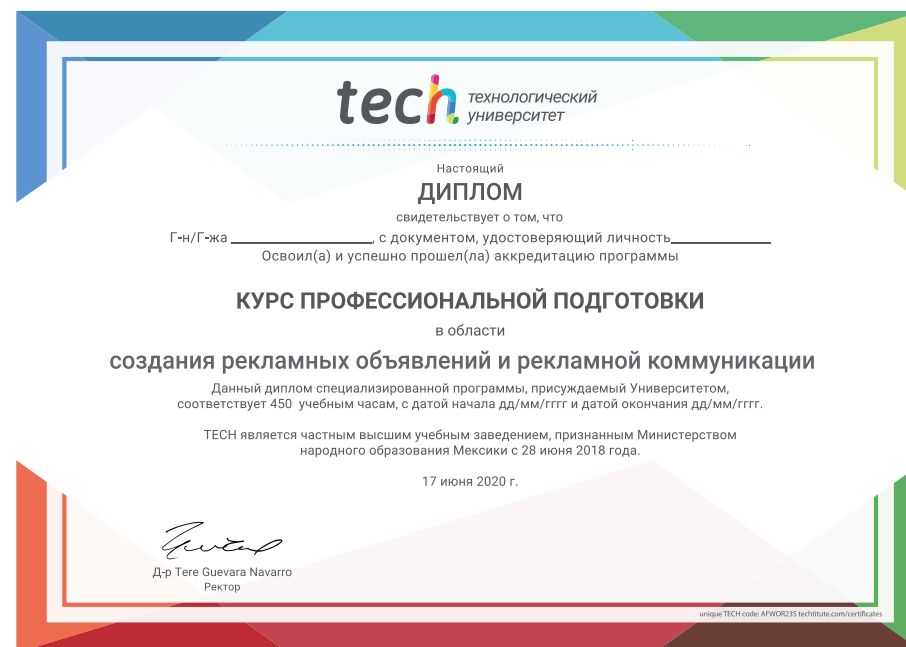 tech технологический
университет
Настоящий
ДИПЛОМ
свидетельствует о том, что
Г-н/Г-жа ____________________, с документом, удостоверяющий личность______________
Освоил(а) и успешно прошел(ла) аккредитацию программы
КУРС ПРОФЕССИОНАЛЬНОЙ ПОДГОТОВКИ
в области
создания рекламных объявлений и рекламной коммуникации
Данный диплом специализированной программы, присуждаемый Университетом,
соответствует 450 учебным часам, с датой начала дд/мм/гггг и датой окончания дд/мм/гггг.
TECH является частным высшим учебным заведением, признанным Министерством
народного образования Мексики с 28 июня 2018 года.
17 июня 2020 г.
Д-р Tere Guevara Navarro
Ректор
unique TECH code: AFWOR23S techtitute.com/certificates